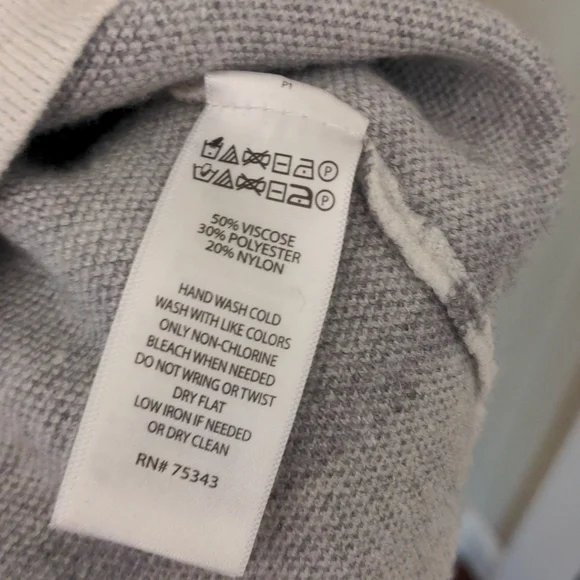 P1
P
P
50% VISCOSE
30% POLYESTER
20% NYLON
HAND WASH COLD
WASH WITH LIKE COLORS
ONLY NON-CHLORINE
BLEACH WHEN NEEDED
DO NOT WRING OR TWIST
DRY FLAT
LOW IRON IF NEEDED
OR DRY CLEAN
RN# 75343